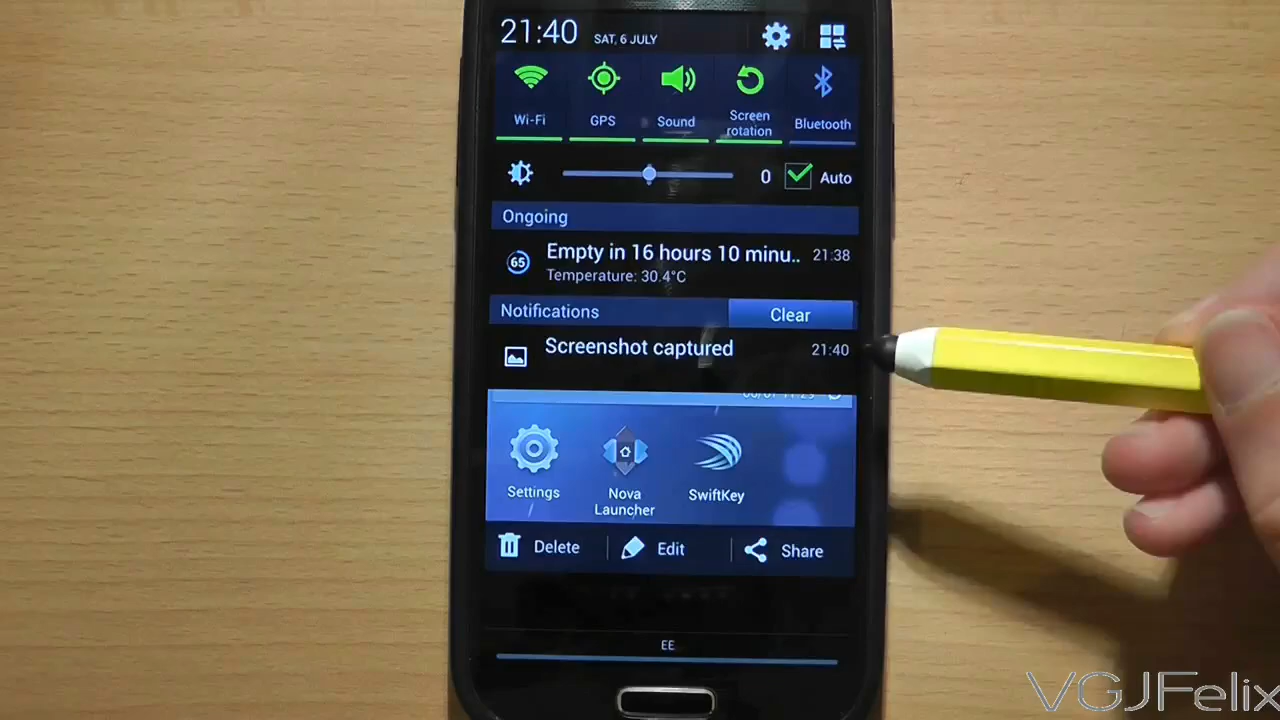 21:40 SAT, 6 JULY
Wi-Fi GPS Sound Screen rotation Bluetooth
0 Auto
Ongoing
65 Empty in 16 hours 10 minu.. 21:38
Temperature: 30.4°C
Notifications Clear
Screenshot captured 21:40
Settings Nova Launcher SwiftKey
Delete Edit Share
EE
VGJFelix